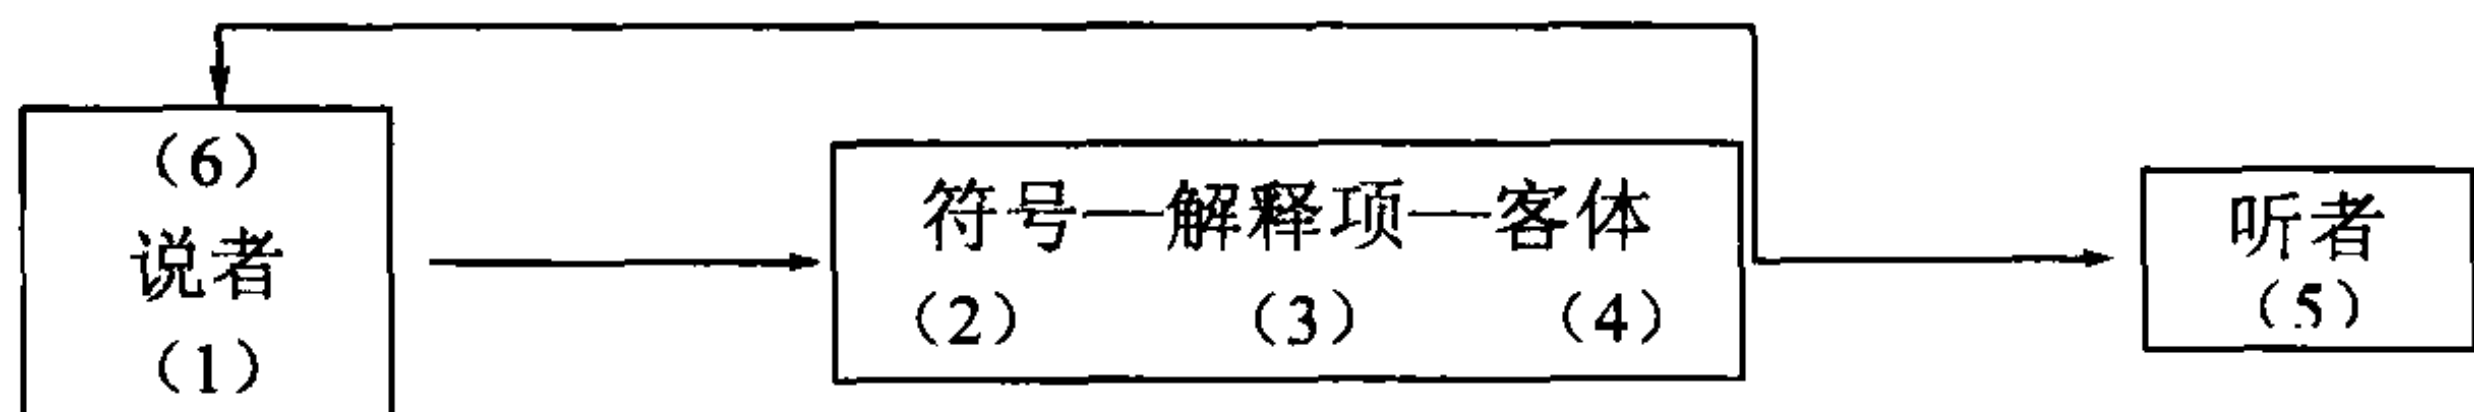 （6）
说者
（1）
符号—解释项—客体
（2） （3） （4）
听者
（5）